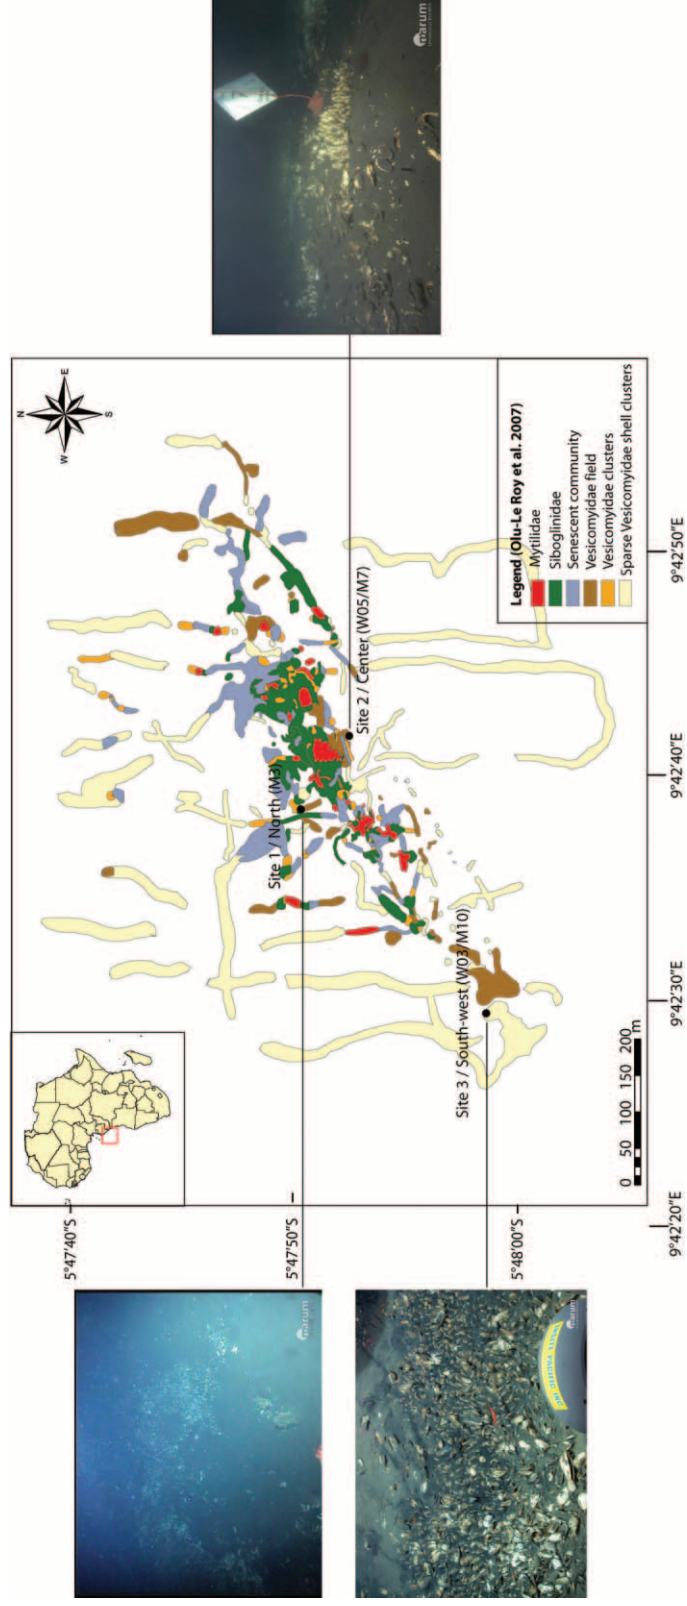 marum
N
W
E
S
Site 1 / North (M3)
Site 2 / Center (W05/M7)
Site 3 / South-west (W03/M10)
Legend (Olu-Le Roy et al. 2007)
Mytilidae
Siboglinidae
Senescent community
Vesicomyidae field
Vesicomyidae clusters
Sparse Vesicomyidae shell clusters
5°47'40"S
5°47'50"S
5°48'00"S
0 50 100 150 200
m
9°42'20"E
9°42'30"E
9°42'40"E
9°42'50"E
marum
marum